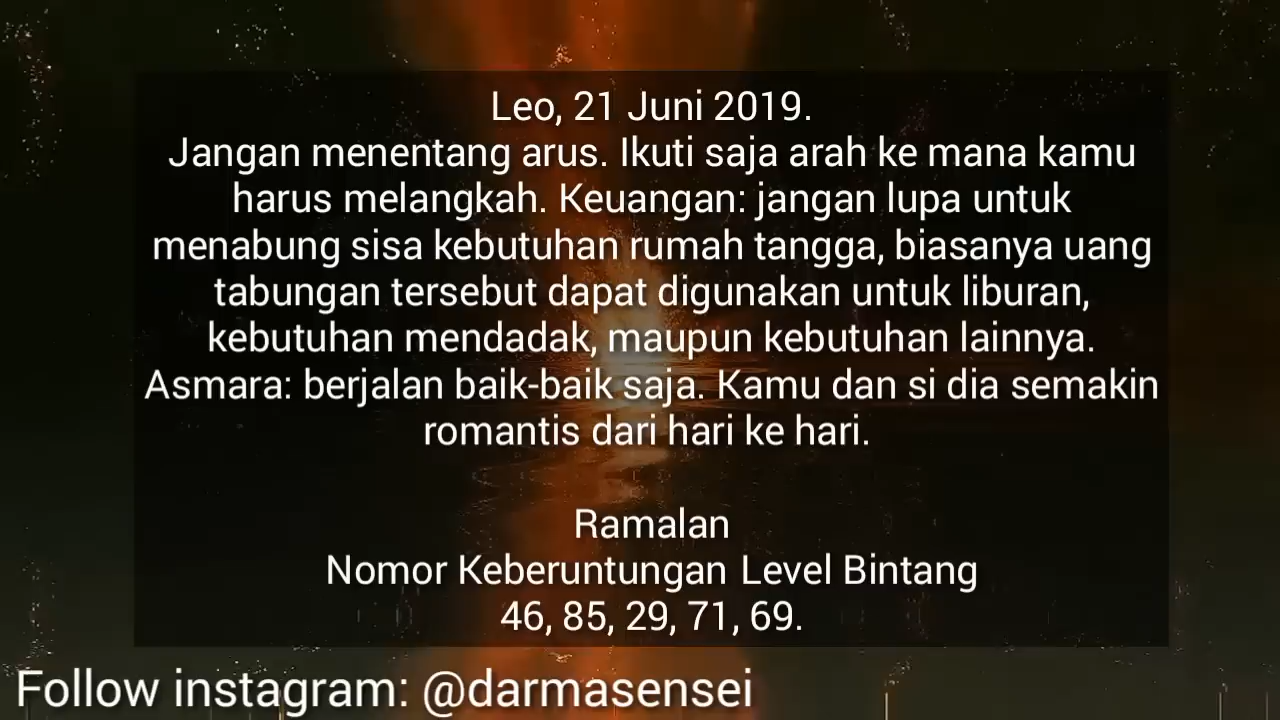 Leo, 21 Juni 2019.
Jangan menentang arus. Ikuti saja arah ke mana kamu
harus melangkah. Keuangan: jangan lupa untuk
menabung sisa kebutuhan rumah tangga, biasanya uang
tabungan tersebut dapat digunakan untuk liburan,
kebutuhan mendadak, maupun kebutuhan lainnya.
Asmara: berjalan baik-baik saja. Kamu dan si dia semakin
romantis dari hari ke hari.
Ramalan
Nomor Keberuntungan Level Bintang
46, 85, 29, 71, 69.
Follow instagram: @darmasensei